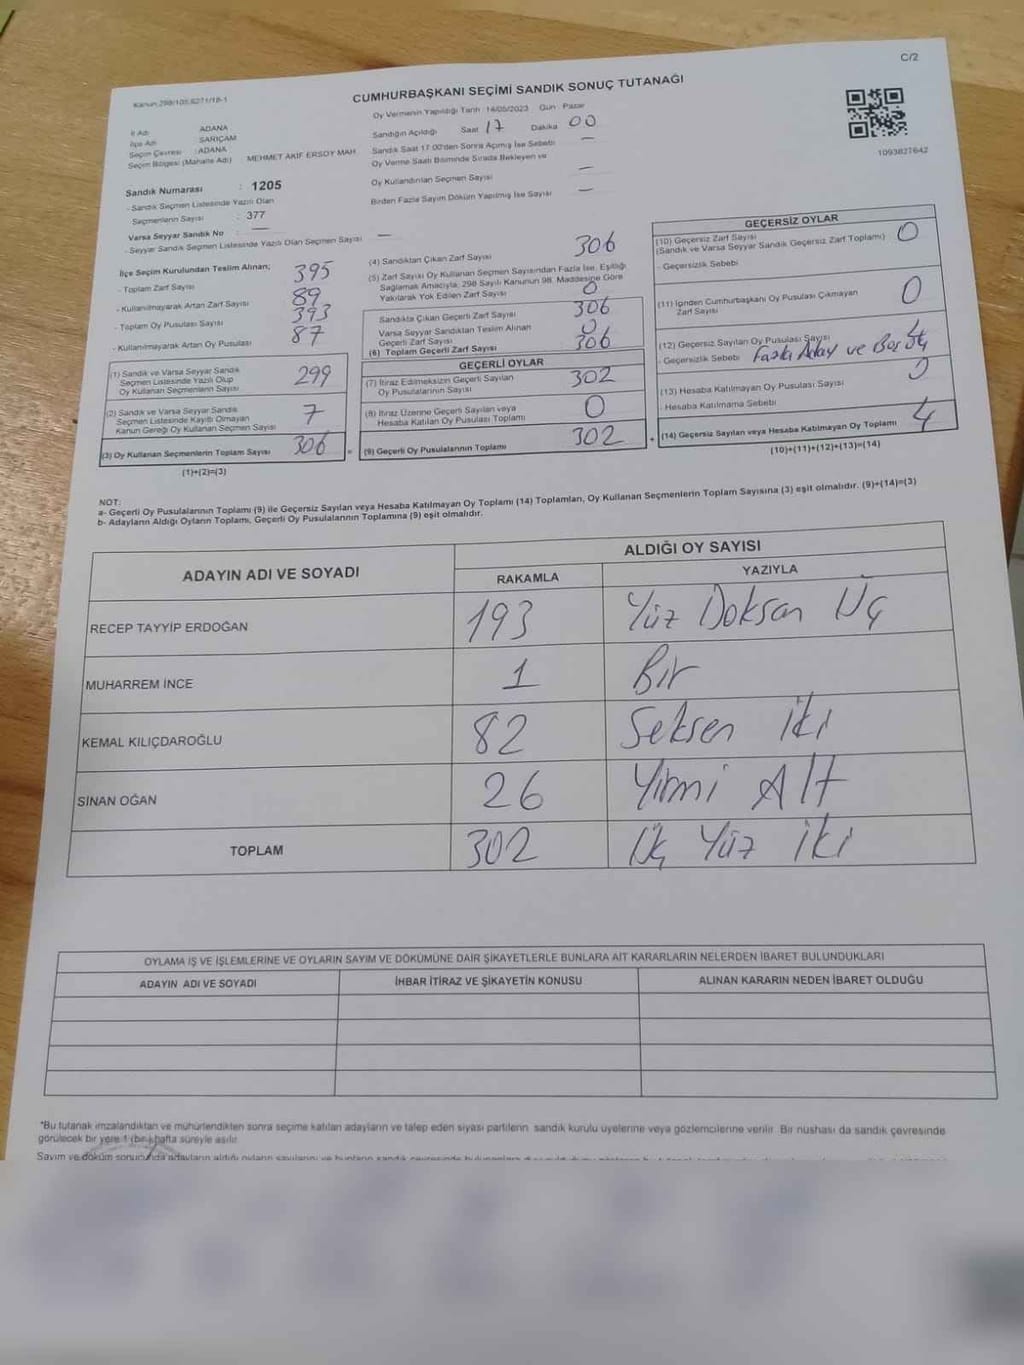 C/2
Kanun 298/105,6271/18-1
CUMHURBAŞKANI SEÇİMİ SANDIK SONUÇ TUTANAĞI
İl Adı : ADANA
İlçe Adı : SARIÇAM
Seçim Çevresi : ADANA
Seçim Bölgesi (Mahalle Adı) MEHMET AKİF ERSOY MAH
Oy Vermenin Yapıldığı Tarih 14/05/2023 Gün Pazar
Sandığın Açıldığı Saat 17 Dakika 00
Sandık Saat 17:00'den Sonra Açılmış İse Sebebi —
Oy Verme Saati Bitiminde Sırada Bekleyen ve
Oy Kullandırılan Seçmen Sayısı —
Birden Fazla Sayım Döküm Yapılmış İse Sayısı —
1093827642
Sandık Numarası : 1205
- Sandık Seçmen Listesinde Yazılı Olan
Seçmenlerin Sayısı : 377
Varsa Seyyar Sandık No : —
- Seyyar Sandık Seçmen Listesinde Yazılı Olan Seçmen Sayısı —
İlçe Seçim Kurulundan Teslim Alınan;
- Toplam Zarf Sayısı 395
- Kullanılmayarak Artan Zarf Sayısı 89
- Toplam Oy Pusulası Sayısı 393
- Kullanılmayarak Artan Oy Pusulası 87
(1) Sandık ve Varsa Seyyar Sandık
Seçmen Listesinde Yazılı Olup
Oy Kullanan Seçmenlerin Sayısı 299
(2) Sandık ve Varsa Seyyar Sandık
Seçmen Listesinde Kaydı Olmayan
Kanun Gereği Oy Kullanan Seçmen Sayısı 7
(3) Oy Kullanan Seçmenlerin Toplam Sayısı 306 =
(1)+(2)=(3)
(4) Sandıktan Çıkan Zarf Sayısı 306
(5) Zarf Sayısı Oy Kullanan Seçmen Sayısından Fazla İse, Eşitliği
Sağlamak Amacıyla, 298 Sayılı Kanunun 98. Maddesine Göre
Yakılarak Yok Edilen Zarf Sayısı 0
Sandıkta Çıkan Geçerli Zarf Sayısı 306
Varsa Seyyar Sandıktan Teslim Alınan
Geçerli Zarf Sayısı 0
(6) Toplam Geçerli Zarf Sayısı 306
GEÇERLİ OYLAR
(7) İtiraz Edilmeksizin Geçerli Sayılan
Oy Pusulalarının Sayısı 302
(8) İtiraz Üzerine Geçerli Sayılan veya
Hesaba Katılan Oy Pusulası Toplamı 0
(9) Geçerli Oy Pusulalarının Toplamı 302 +
GEÇERSİZ OYLAR
(10) Geçersiz Zarf Sayısı
(Sandık ve Varsa Seyyar Sandık Geçersiz Zarf Toplamı) 0
- Geçersizlik Sebebi
(11) İçinden Cumhurbaşkanı Oy Pusulası Çıkmayan
Zarf Sayısı 0
(12) Geçersiz Sayılan Oy Pusulası Sayısı 4
- Geçersizlik Sebebi Fazla Aday ve Boş
(13) Hesaba Katılmayan Oy Pusulası Sayısı 0
- Hesaba Katılmama Sebebi
(14) Geçersiz Sayılan veya Hesaba Katılmayan Oy Toplamı 4
(10)+(11)+(12)+(13)=(14)
NOT:
a- Geçerli Oy Pusulalarının Toplamı (9) ile Geçersiz Sayılan veya Hesaba Katılmayan Oy Toplamı (14) Toplamları, Oy Kullanan Seçmenlerin Toplam Sayısına (3) eşit olmalıdır. (9)+(14)=(3)
b- Adayların Aldığı Oyların Toplamı, Geçerli Oy Pusulalarının Toplamına (9) eşit olmalıdır.
ADAYIN ADI VE SOYADI
ALDIĞI OY SAYISI
RAKAMLA YAZIYLA
RECEP TAYYİP ERDOĞAN 193 Yüz Doksan Üç
MUHARREM İNCE 1 Bir
KEMAL KILIÇDAROĞLU 82 Seksen İki
SİNAN OĞAN 26 Yirmi Altı
TOPLAM 302 Üç Yüz İki
OYLAMA İŞ VE İŞLEMLERİNE VE OYLARIN SAYIM VE DÖKÜMÜNE DAİR ŞİKAYETLERLE BUNLARA AİT KARARLARIN NELERDEN İBARET BULUNDUKLARI
ADAYIN ADI VE SOYADI İHBAR İTİRAZ VE ŞİKAYETİN KONUSU ALINAN KARARIN NEDEN İBARET OLDUĞU
*Bu tutanak imzalandıktan ve mühürlendikten sonra seçime katılan adayların ve talep eden siyasi partilerin sandık kurulu üyelerine veya gözlemcilerine verilir. Bir nüshası da sandık çevresinde
görülecek bir yere 1 (bir) hafta süreyle asılır.
Sayım ve döküm sonucunda adayların aldığı oyların sayılarını ve bunların sandık çevresinde